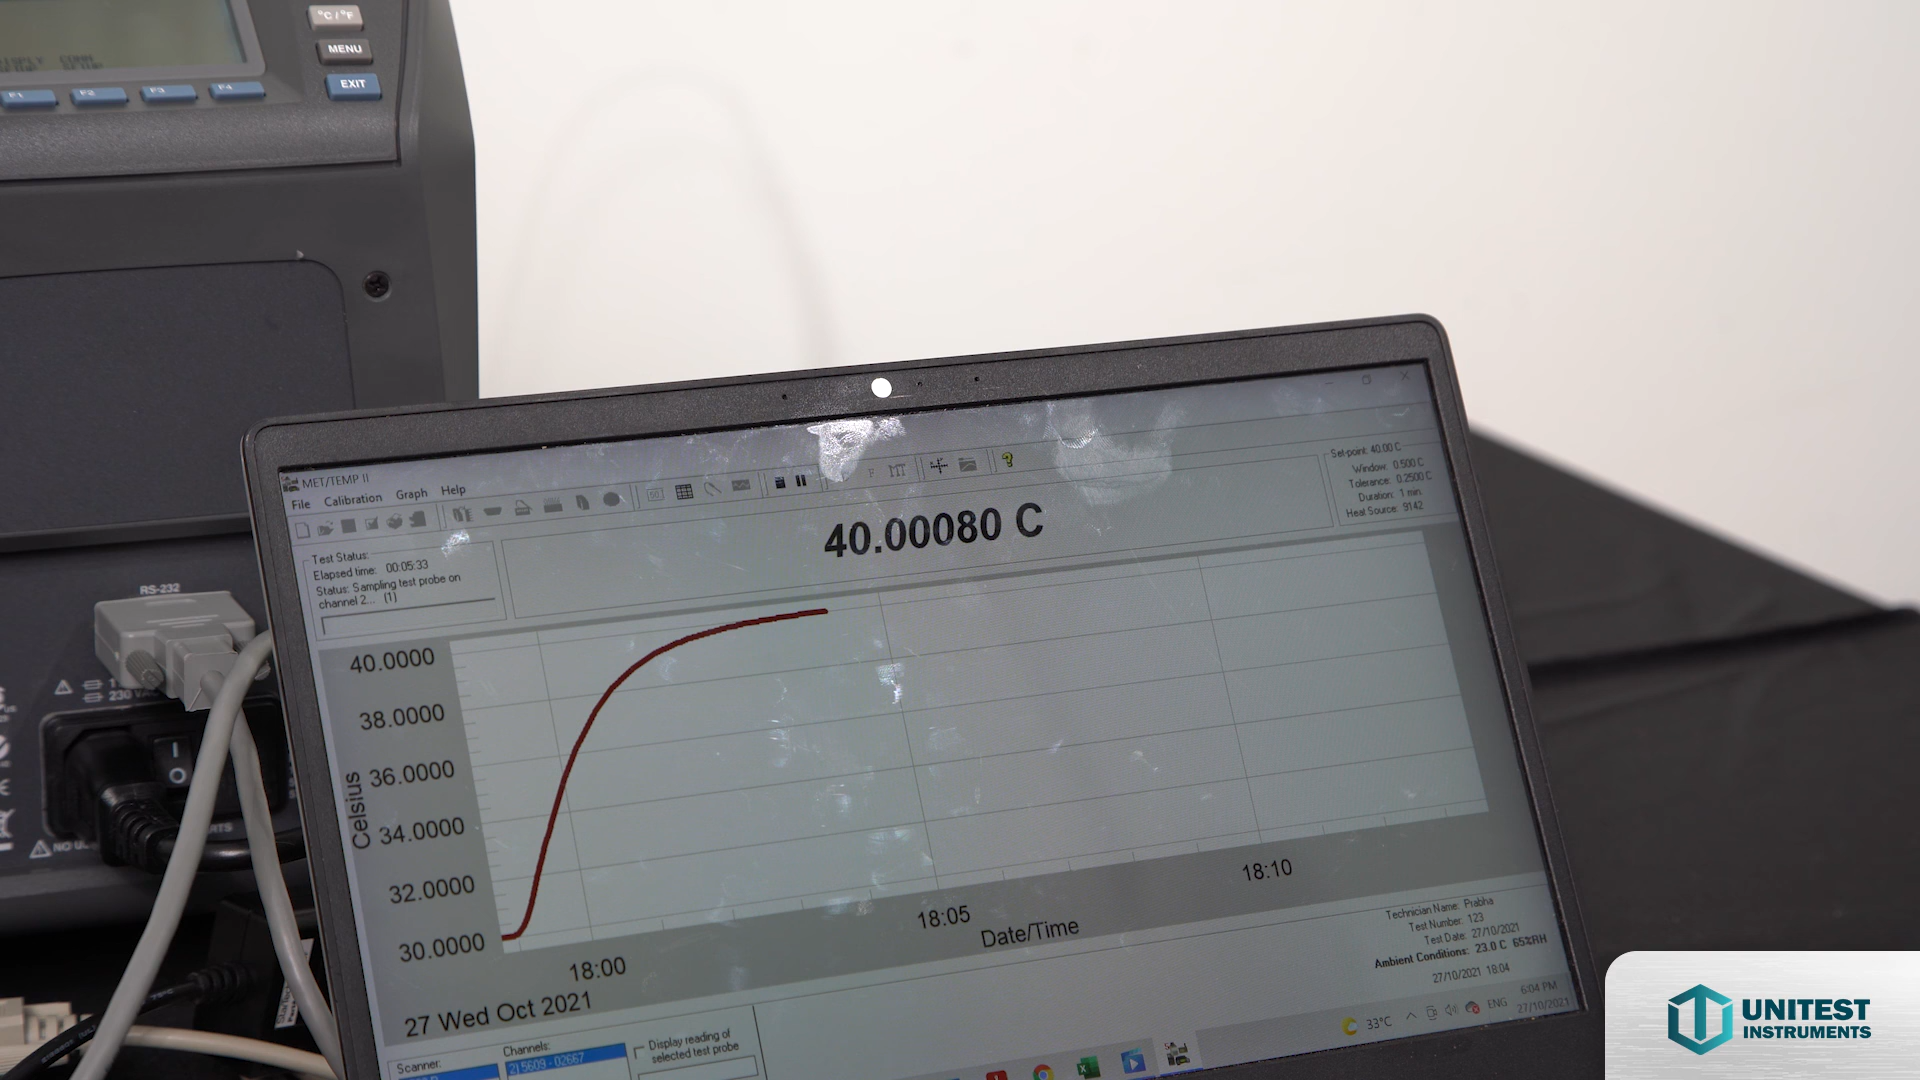 °C / °F
MENU
EXIT
F1 F2 F3 F4
RS-232
230 VA
MET/TEMP II
File Calibration Graph Help
Test Status:
Elapsed time: 00:05:33
Status: Sampling test probe on
channel 2... (1)
40.00080 C
Set-point: 40.00 C
Window: 0.500 C
Tolerance: 0.2500 C
Duration: 1 min.
Heat Source: 9142
40.0000
38.0000
36.0000
34.0000
32.0000
30.0000
Celsius
18:00
18:05
18:10
Date/Time
27 Wed Oct 2021
Technician Name: Prabha
Test Number: 123
Test Date: 27/10/2021
Ambient Conditions: 23.0 C 65%RH
27/10/2021 18:04
Scanner:
Channels:
2) 5609 - 02667
Display reading of
selected test probe
33°C
ENG
6:04 PM
27/10/2021
UNITEST
INSTRUMENTS